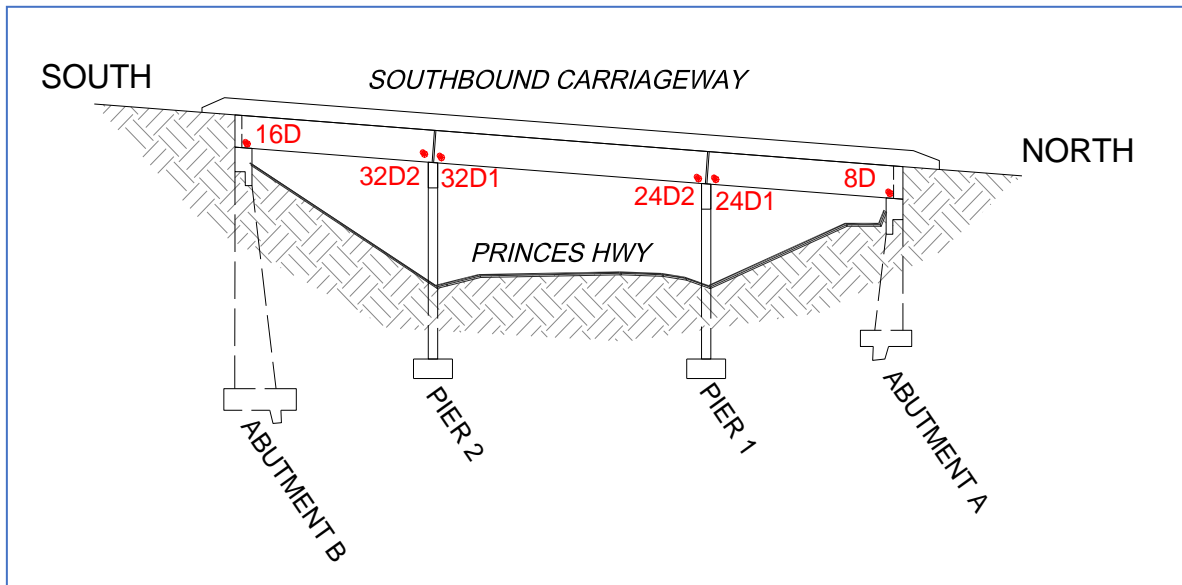 SOUTH
SOUTHBOUND CARRIAGEWAY
NORTH
16D
32D2
32D1
24D2
24D1
8D
PRINCES HWY
ABUTMENT B
PIER 2
PIER 1
ABUTMENT A